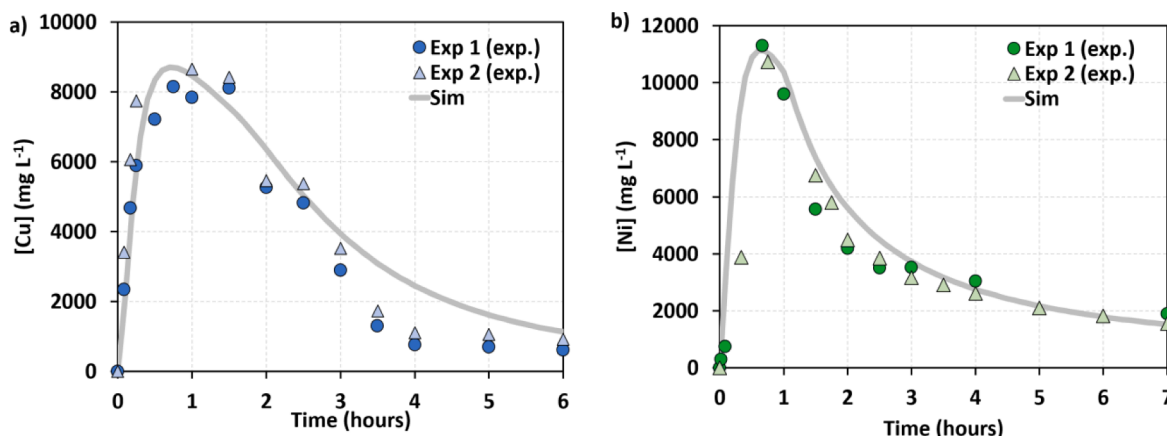 a)
10000
8000
6000
4000
2000
0
[Cu] (mg L⁻¹)
Exp 1 (exp.)
Exp 2 (exp.)
Sim
0 1 2 3 4 5 6
Time (hours)
b)
12000
10000
8000
6000
4000
2000
0
[Ni] (mg L⁻¹)
Exp 1 (exp.)
Exp 2 (exp.)
Sim
0 1 2 3 4 5 6 7
Time (hours)